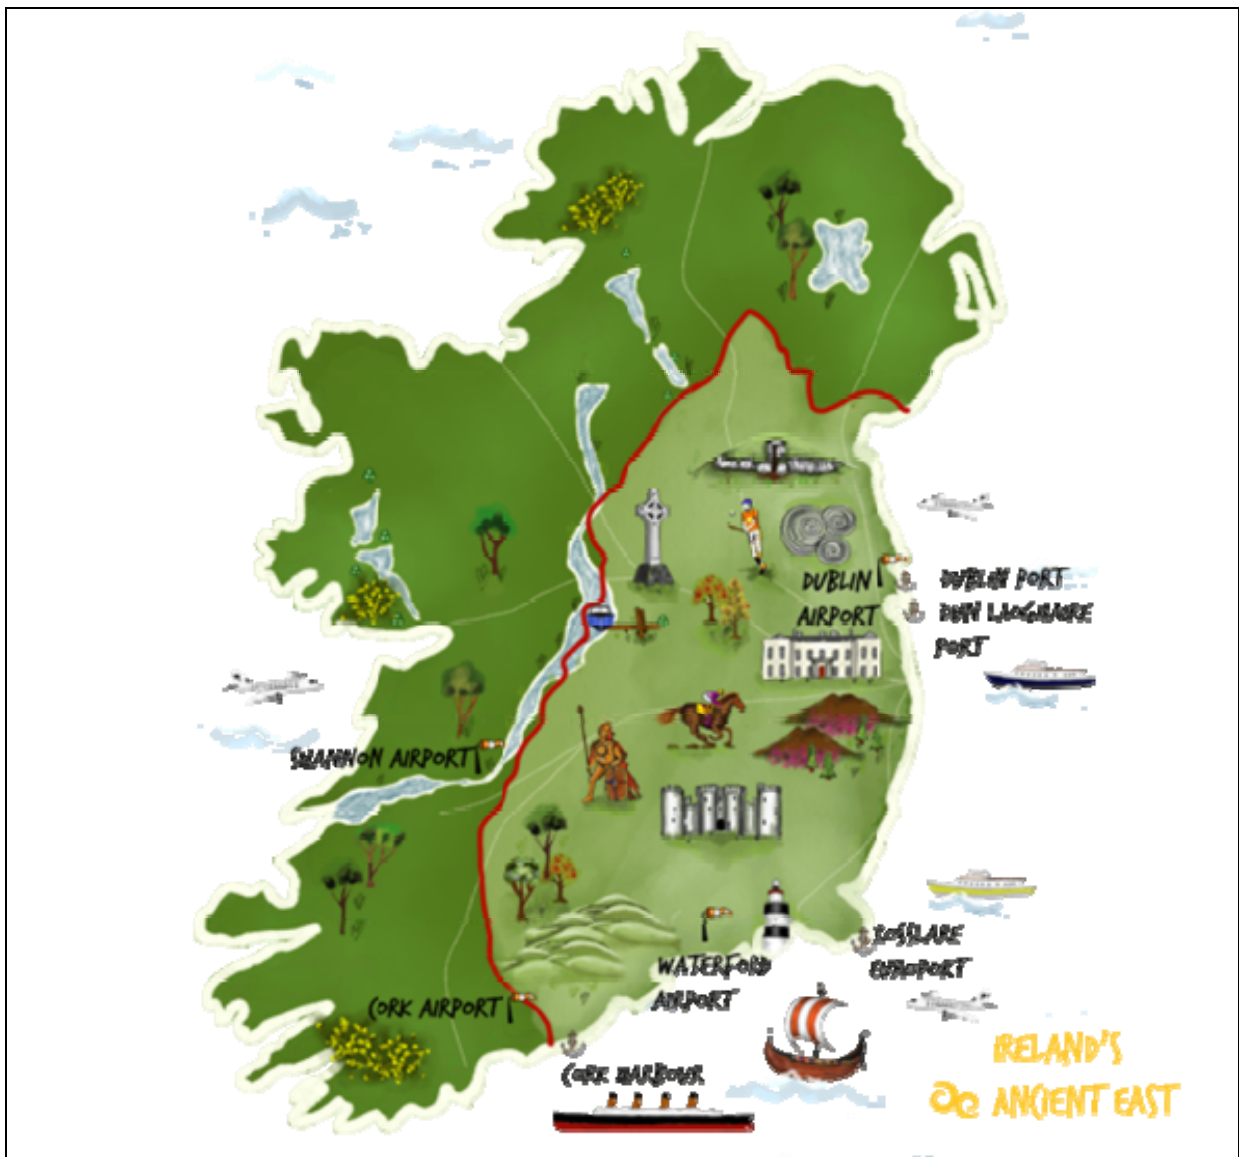 DUBLIN
AIRPORT
DUBLIN PORT
DUN LAOGHAIRE
PORT
SHANNON AIRPORT
ROSSLARE
EUROPORT
WATERFORD
AIRPORT
CORK AIRPORT
CORK HARBOUR
IRELAND'S
ANCIENT EAST